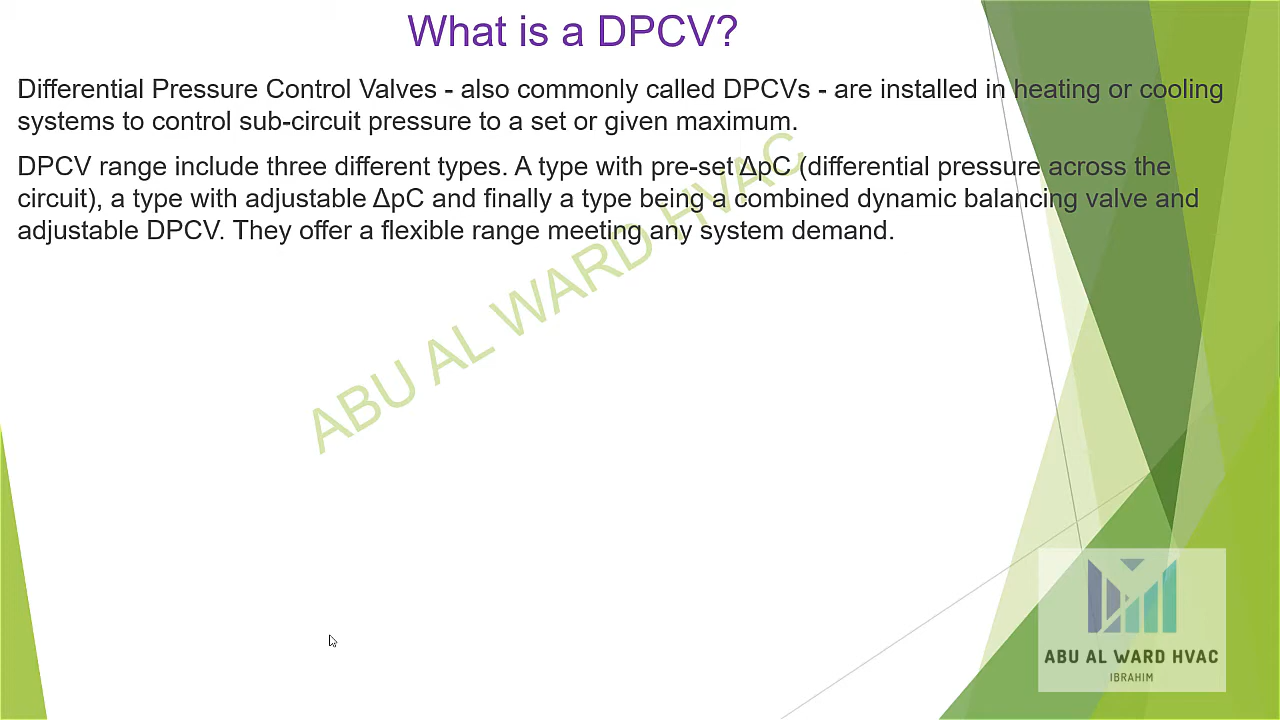 What is a DPCV?
Differential Pressure Control Valves - also commonly called DPCVs - are installed in heating or cooling
systems to control sub-circuit pressure to a set or given maximum.
DPCV range include three different types. A type with pre-set ΔpC (differential pressure across the
circuit), a type with adjustable ΔpC and finally a type being a combined dynamic balancing valve and
adjustable DPCV. They offer a flexible range meeting any system demand.
ABU AL WARD HVAC
ABU AL WARD HVAC
IBRAHIM